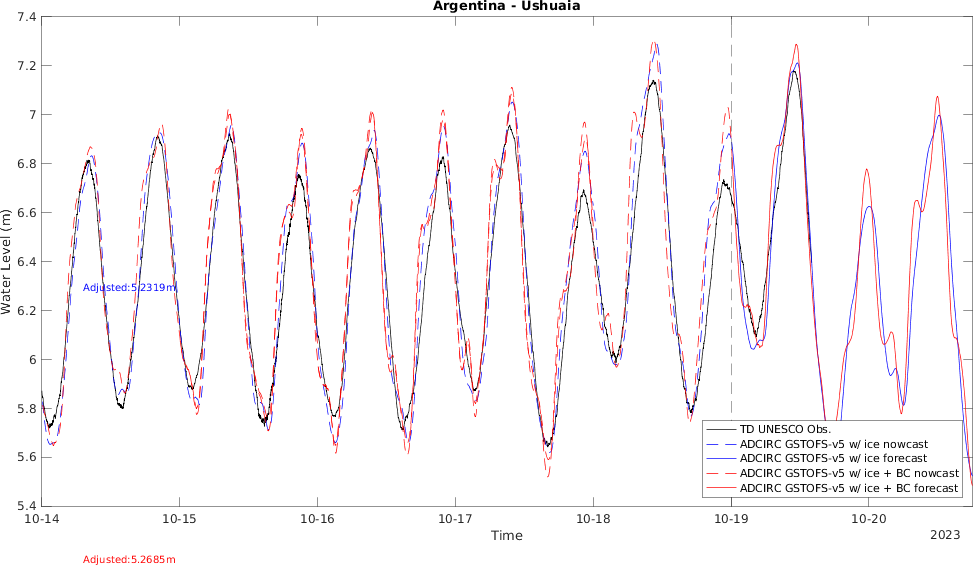 Argentina - Ushuaia
7.4
7.2
7
6.8
6.6
6.4
6.2
6
5.8
5.6
5.4
Water Level (m)
Adjusted:5.2319m
TD UNESCO Obs.
ADCIRC GSTOFS-v5 w/ ice nowcast
ADCIRC GSTOFS-v5 w/ ice forecast
ADCIRC GSTOFS-v5 w/ ice + BC nowcast
ADCIRC GSTOFS-v5 w/ ice + BC forecast
10-14 10-15 10-16 10-17 10-18 10-19 10-20
Time
2023
Adjusted:5.2685m